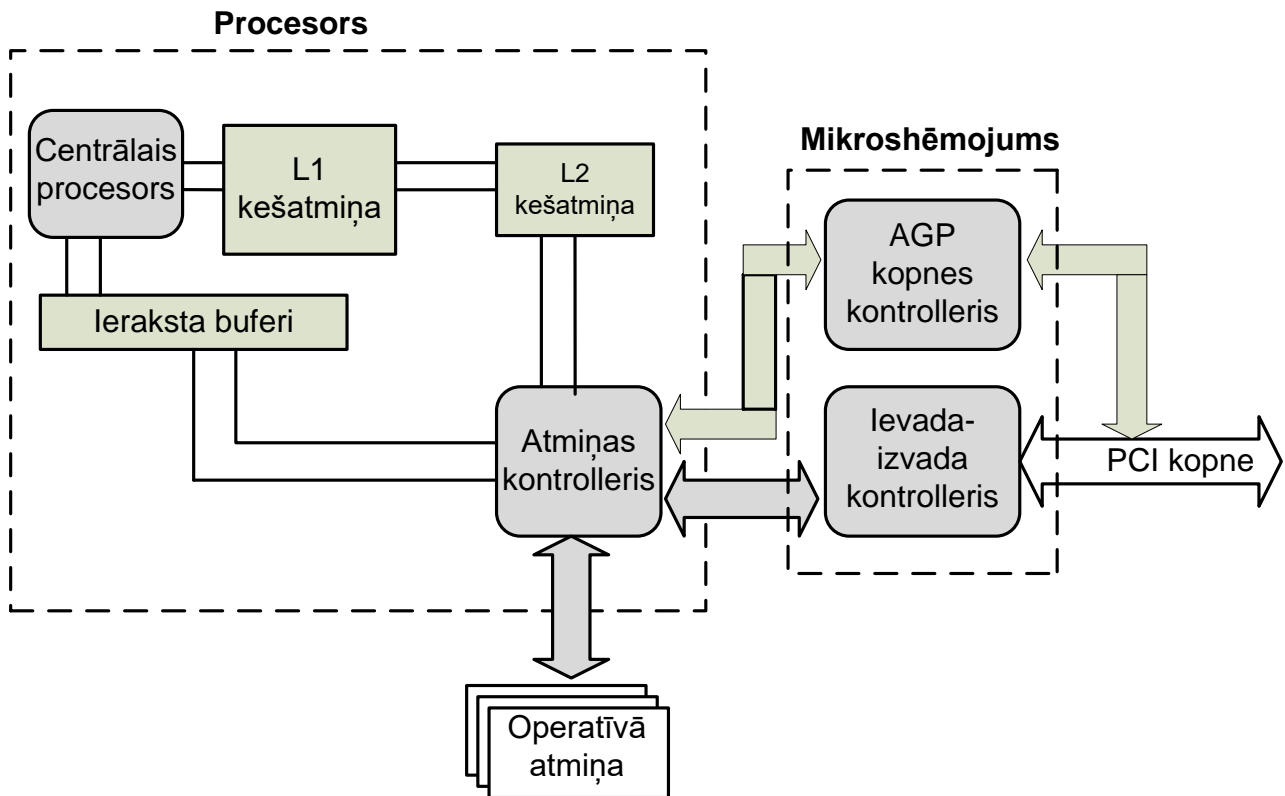 Procesors
Centrālais
procesors
L1
kešatmiņa
L2
kešatmiņa
Ieraksta buferi
Atmiņas
kontrolleris
Operatīvā
atmiņa
Mikroshēmojums
AGP
kopnes
kontrolleris
Ievada-
izvada
kontrolleris
PCI kopne